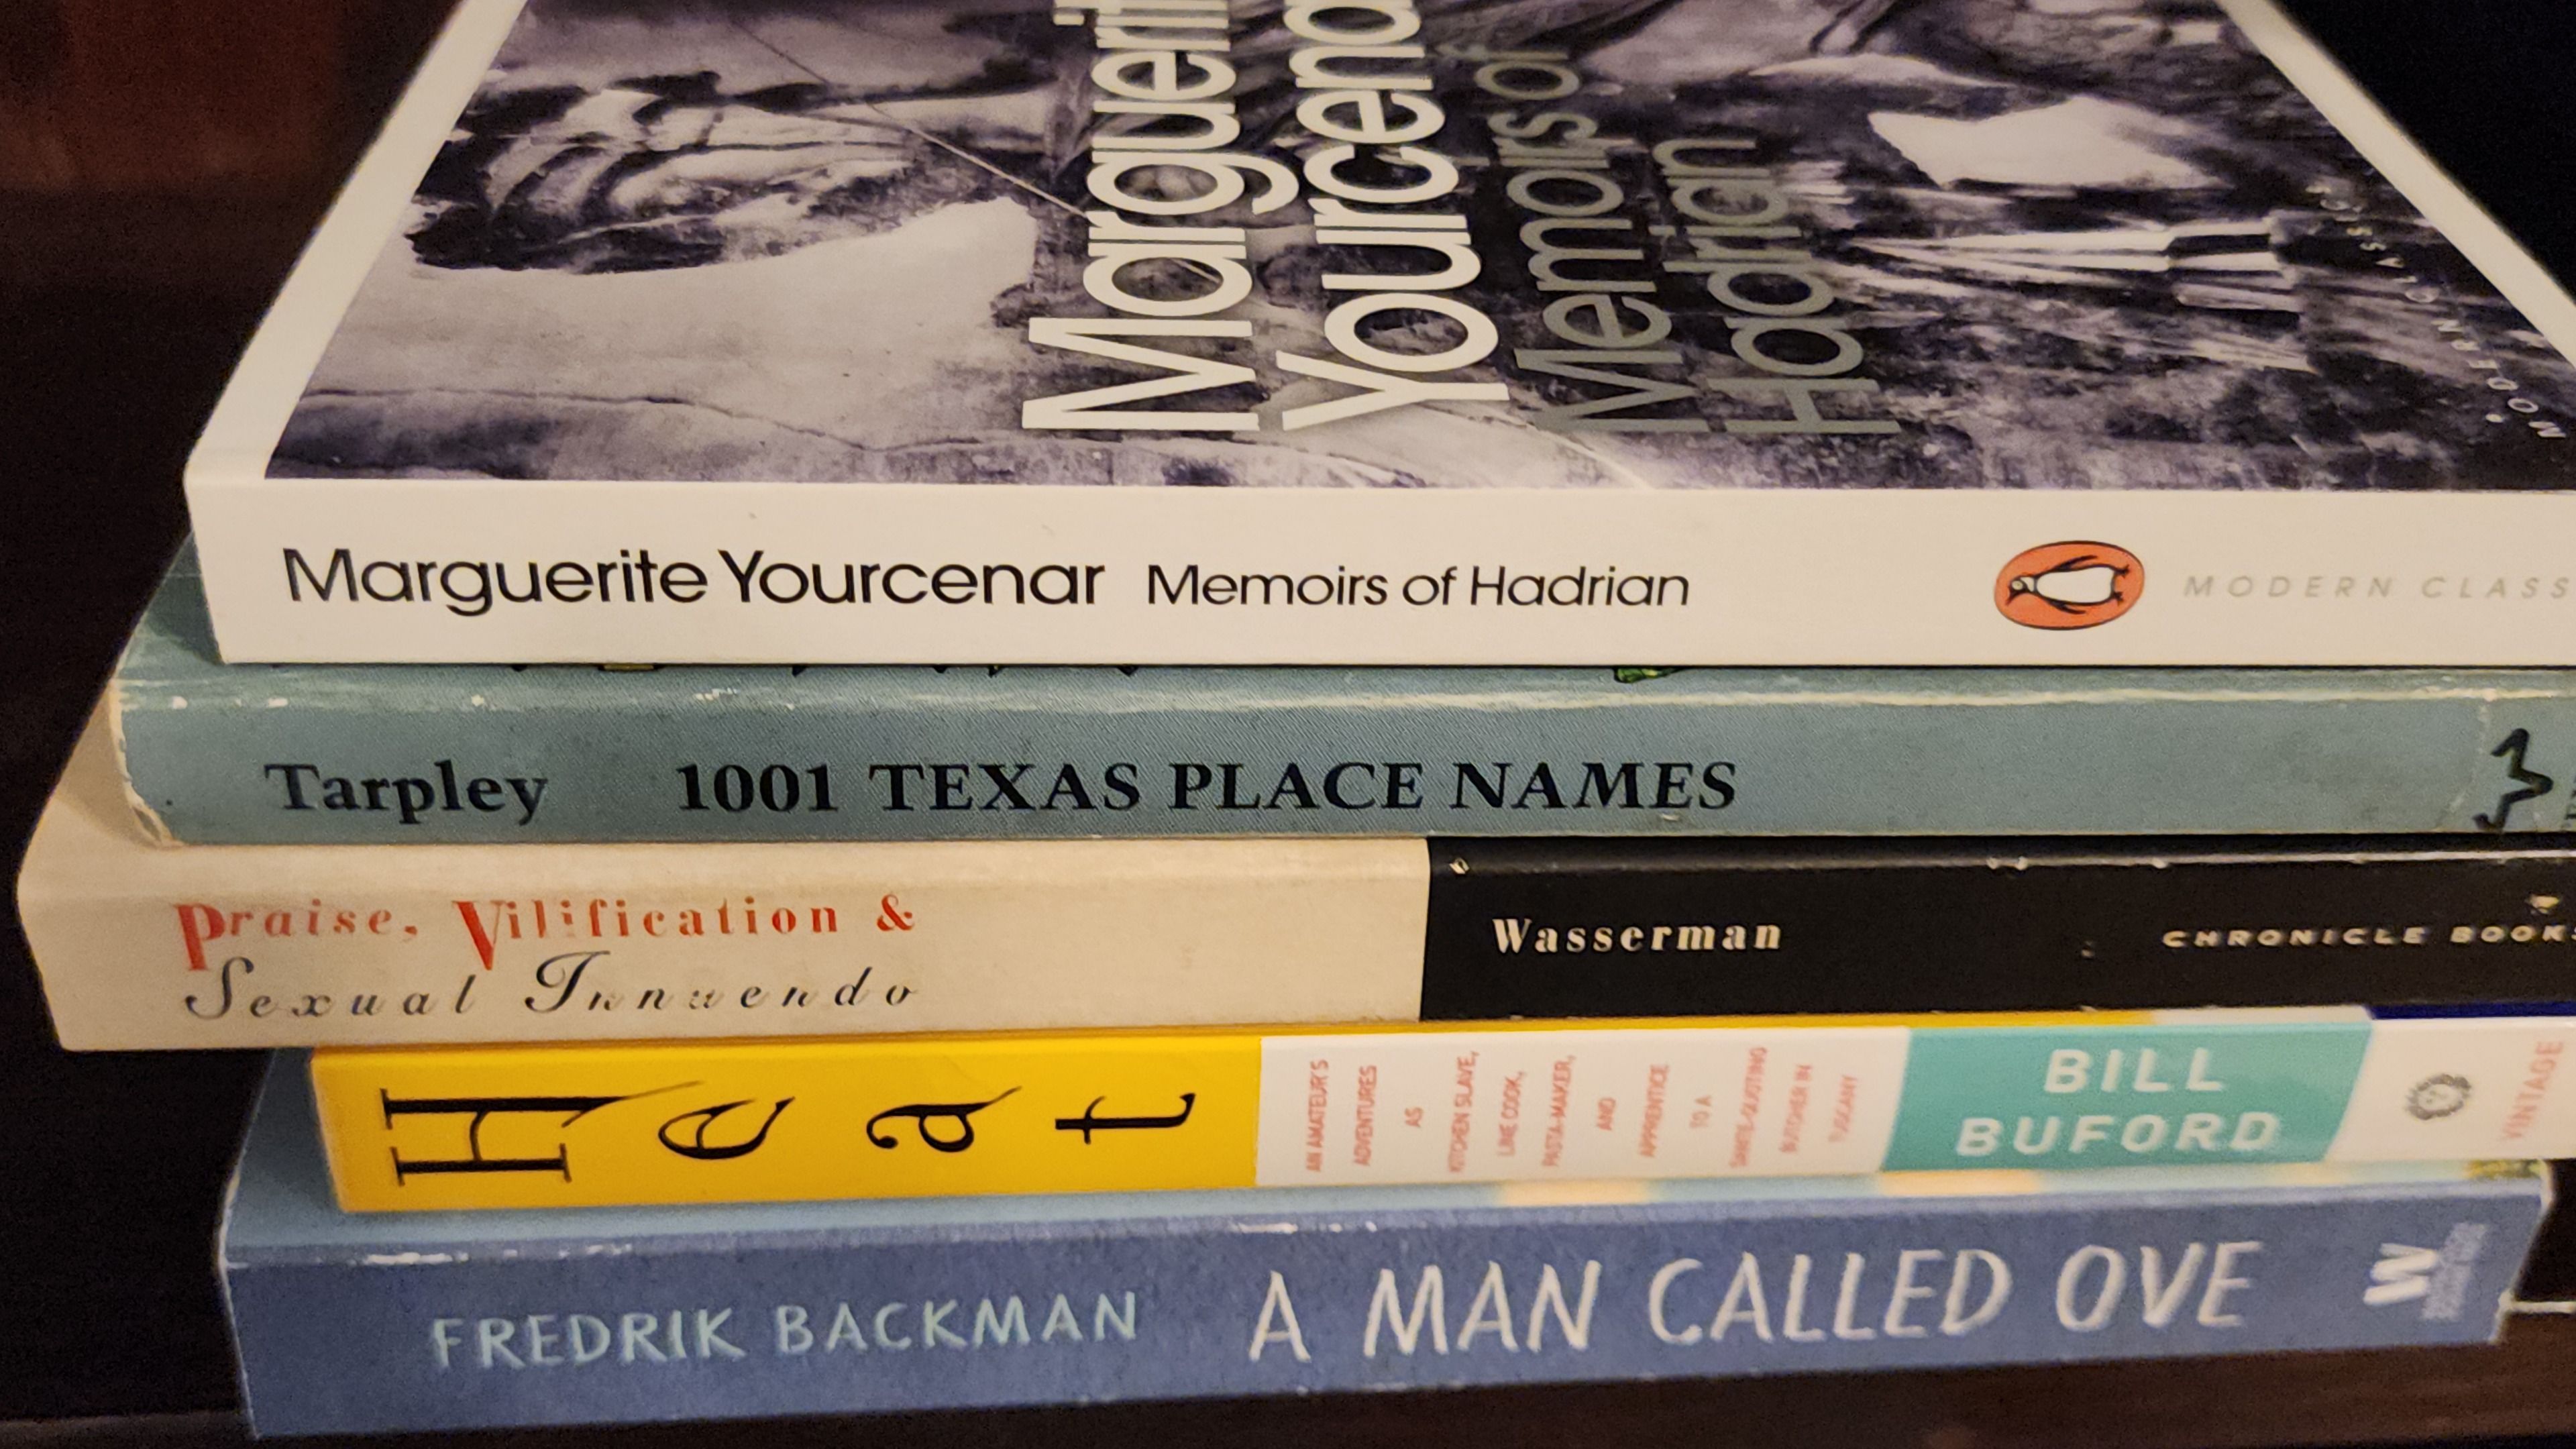 Marguerit
Yourcena
Memoirs of
Hadrian
MODERN CLASSICS
Marguerite Yourcenar Memoirs of Hadrian
MODERN CLASS
Tarpley 1001 TEXAS PLACE NAMES
Praise, Vilification &
Sexual Innuendo
Wasserman
CHRONICLE BOOKS
Heat
AN AMATEUR'S
ADVENTURES
AS
KITCHEN SLAVE,
LINE COOK,
PASTA-MAKER,
AND
APPRENTICE
TO A
DANTE-QUOTING
BUTCHER IN
TUSCANY
BILL
BUFORD
VINTAGE
FREDRIK BACKMAN A MAN CALLED OVE
W